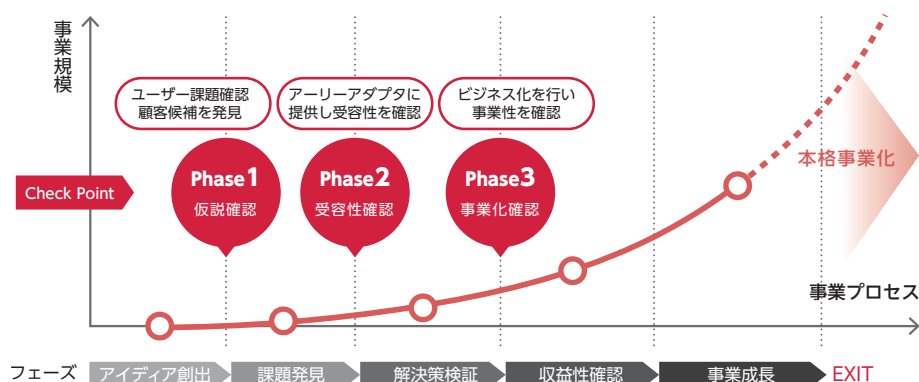 事業規模
ユーザー課題確認
顧客候補を発見
アーリーアダプタに
提供し受容性を確認
ビジネス化を行い
事業性を確認
Check Point
Phase1
仮説確認
Phase2
受容性確認
Phase3
事業化確認
本格事業化
事業プロセス
フェーズ
アイディア創出
課題発見
解決策検証
収益性確認
事業成長
EXIT